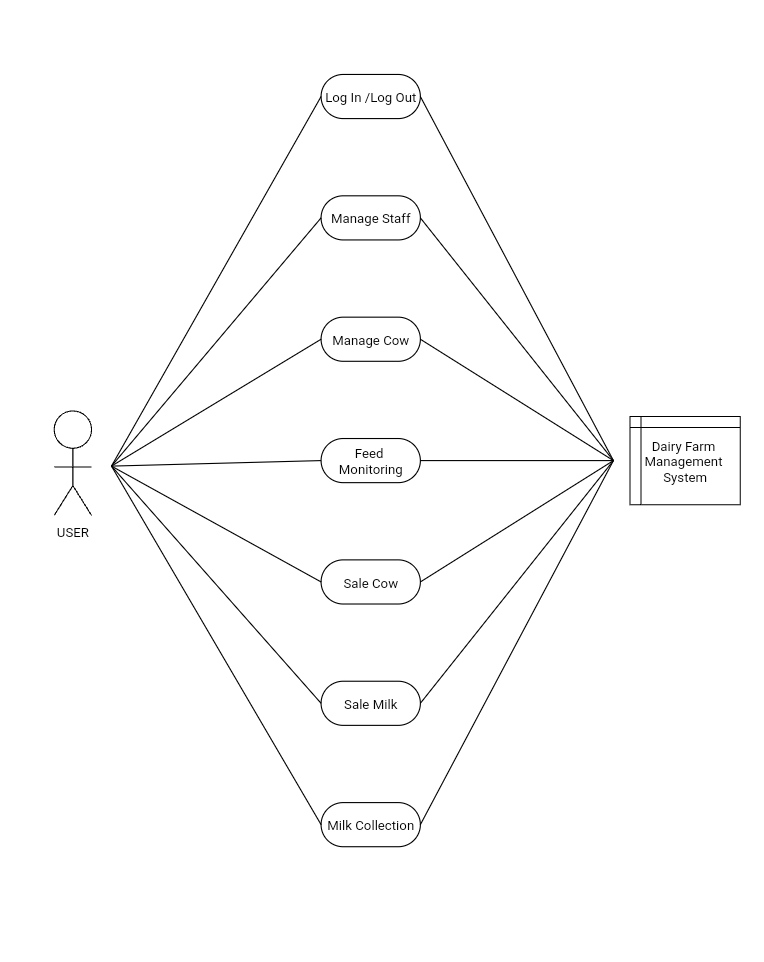 Log In /Log Out
Manage Staff
Manage Cow
Feed
Monitoring
Dairy Farm
Management
System
USER
Sale Cow
Sale Milk
Milk Collection